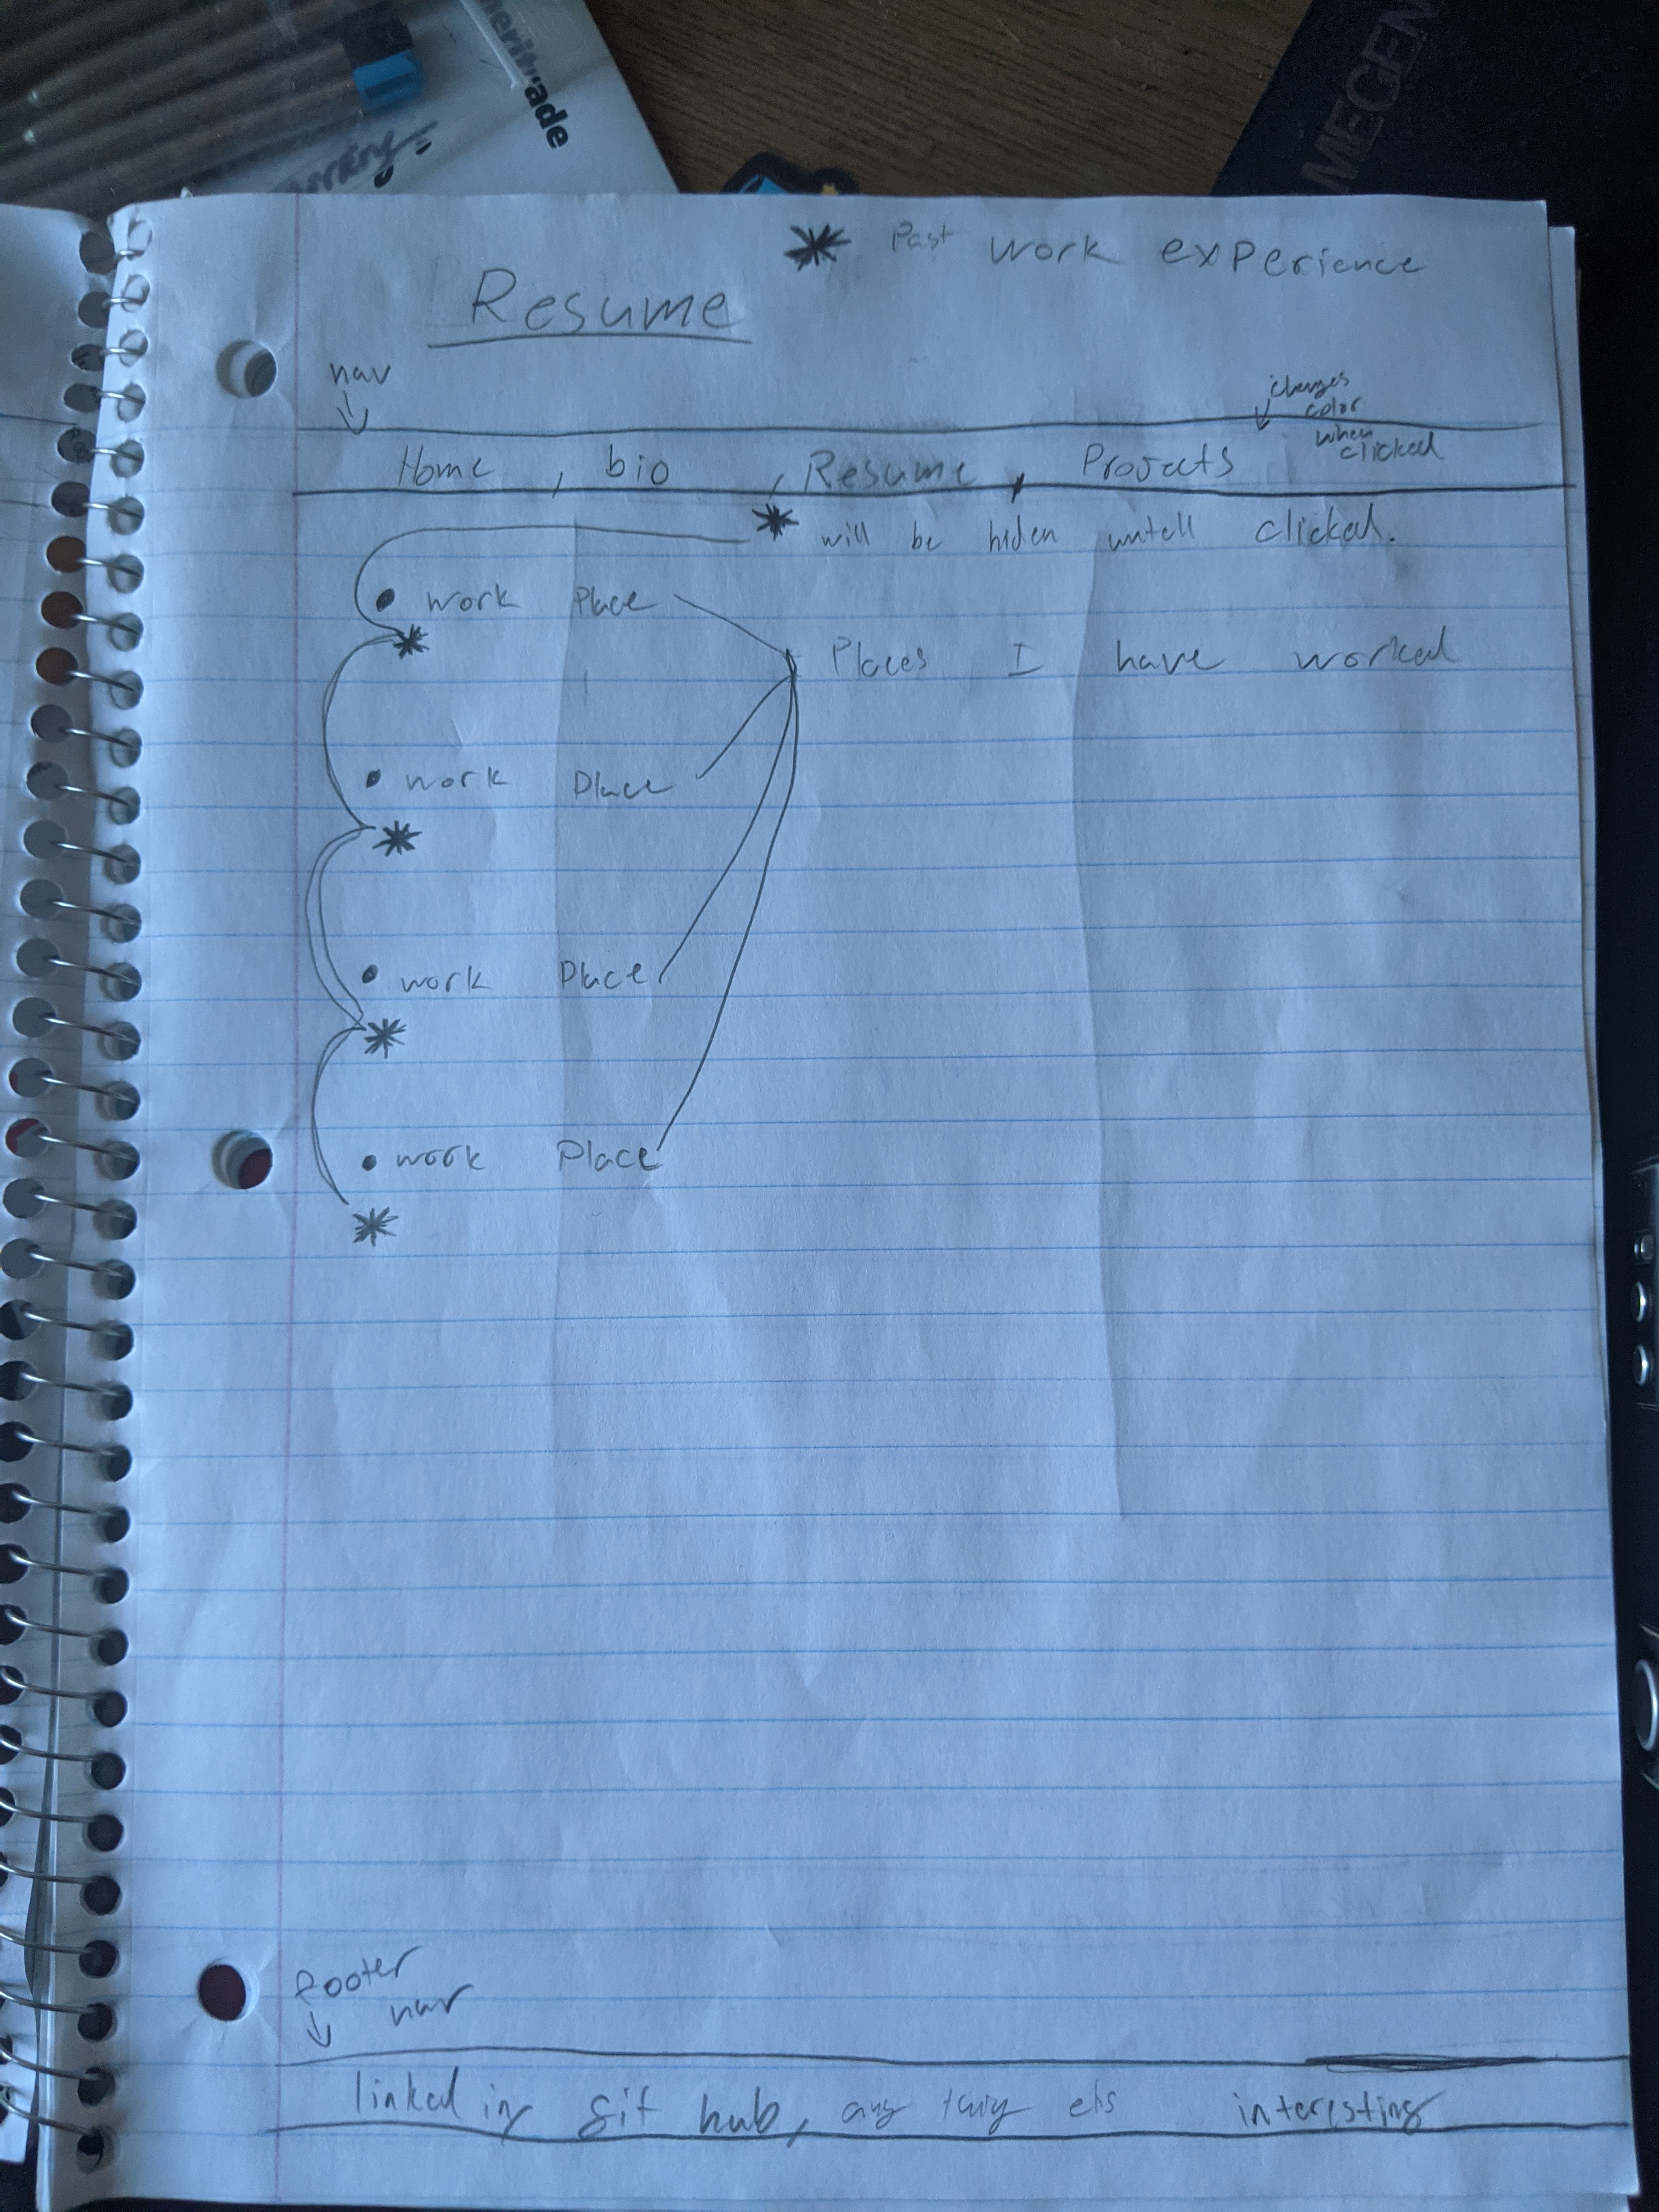 meritrade
MEGEN
* Past work experience
Resume
nav
changes
color
when
clicked
Home , bio , Resume , Projects
* will be hiden untell clicked.
• work Place
*
Places I have worked
• work Place
*
• work Place
*
• work Place
*
footer
nav
linked in, git hub, any els interesting